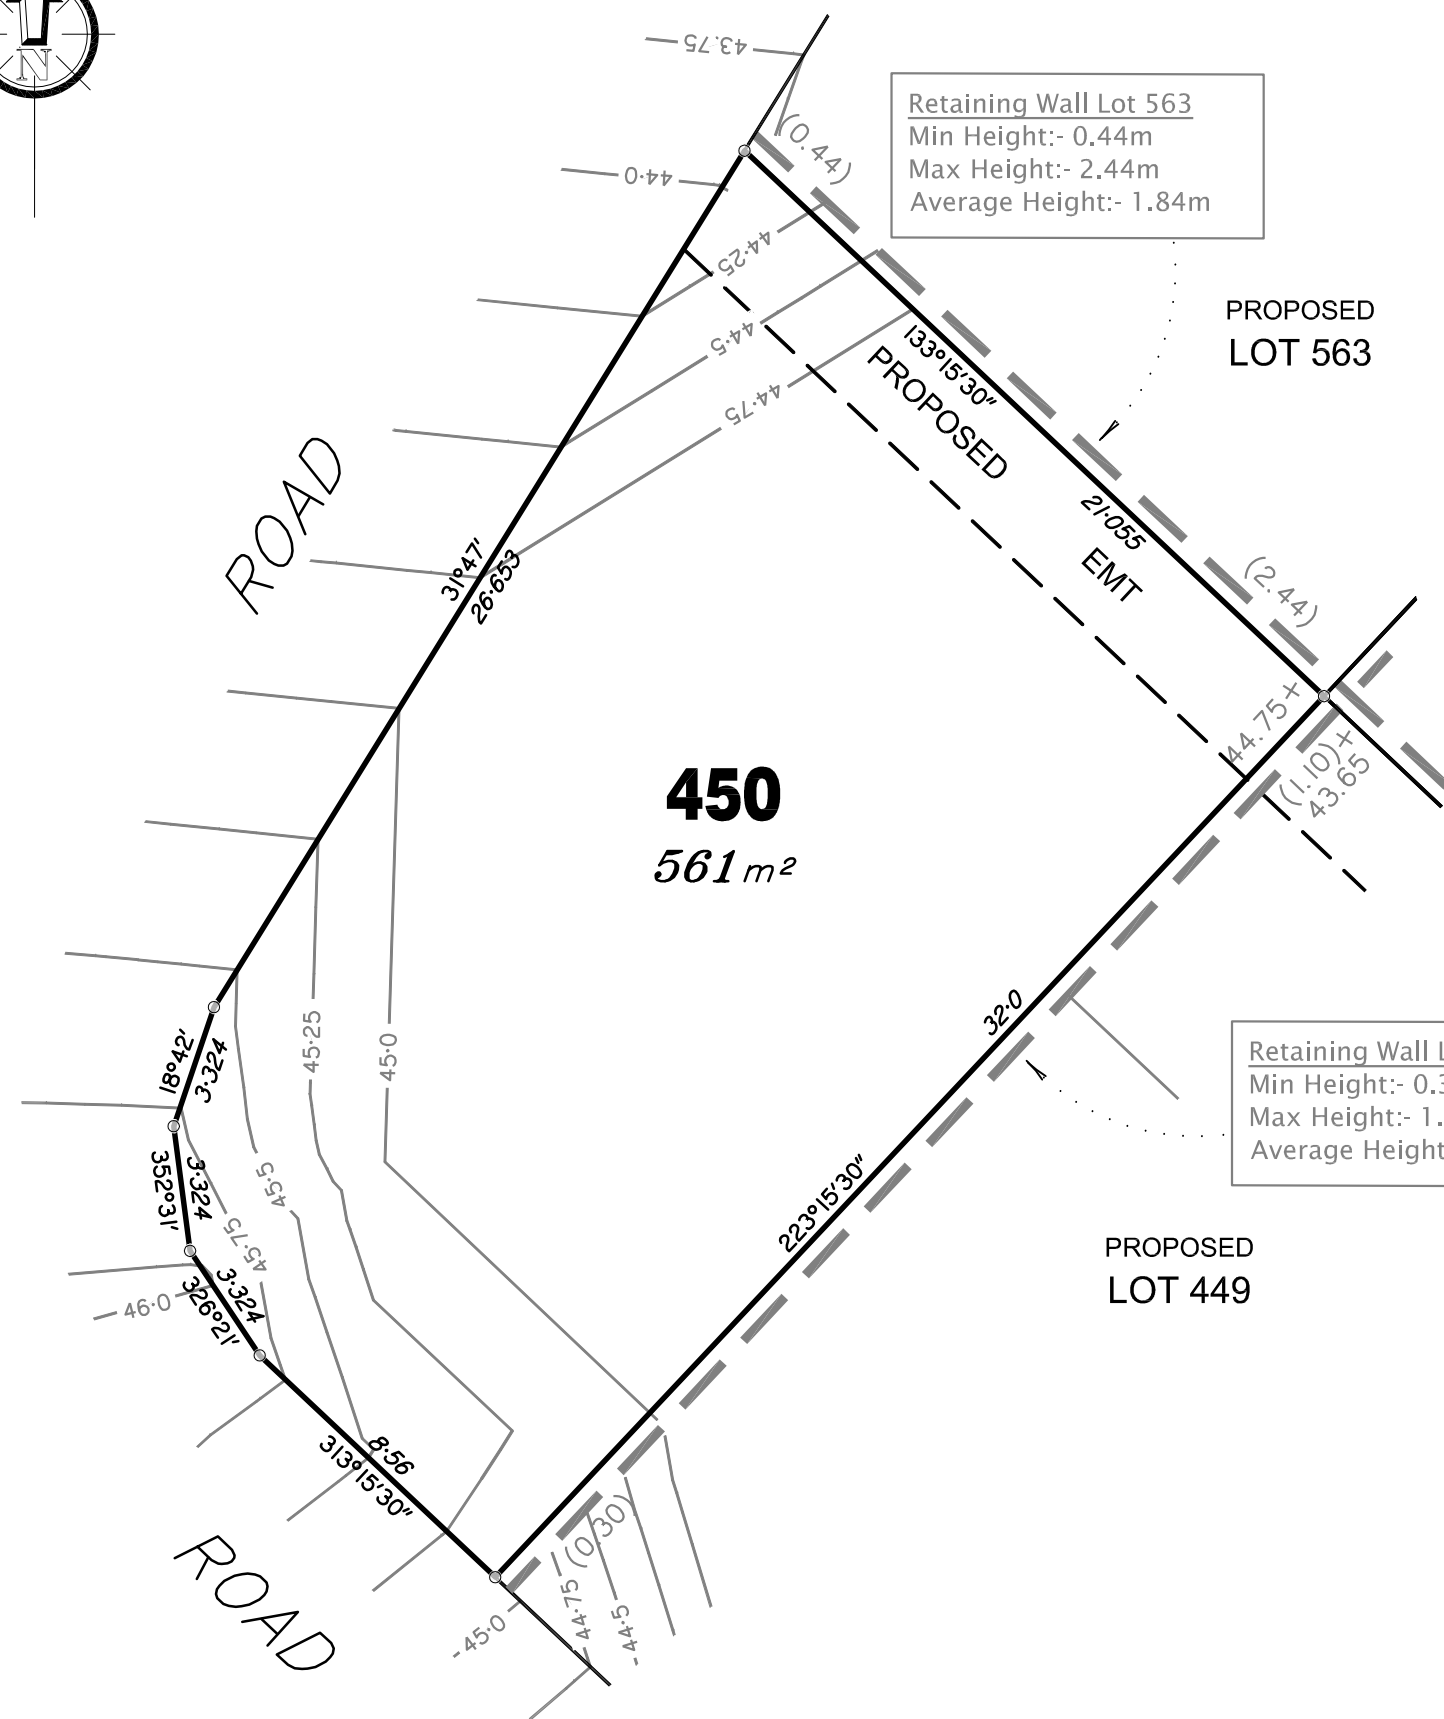 N
43.75
(0.44)
Retaining Wall Lot 563
Min Height:- 0.44m
Max Height:- 2.44m
Average Height:- 1.84m
44·0
44·25
44·5
44·75
PROPOSED
LOT 563
133°15'30"
PROPOSED
21·055
EMT
ROAD
31°47'
26·653
(2.44)
44.75+
(1.10)+
43.65
450
561 m²
32·0
45·25
45·0
18°42'
3·324
Retaining Wall L
Min Height:- 0.3
Max Height:- 1.
Average Height
352°31'
3·324
45·5
45·75
223°15'30"
PROPOSED
LOT 449
46·0
3·324
326°21'
8·56
313°15'30"
(0.30)
ROAD
45·0
44·75
44·5